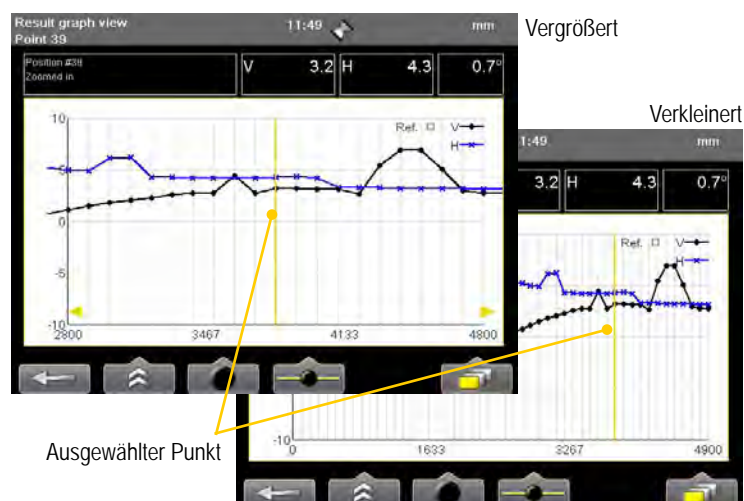 Result graph view 11:49 mm
Point 39
Vergrößert
Position #39
Zoomed in
V 3.2 H 4.3 0.7°
Verkleinert
10
Ref. V
H
5
0
-5
-10
2800 3467 4133 4800
1:49 mm
3.2 H 4.3 0.7°
Ref. V
H
Ausgewählter Punkt
-10
0 1633 3267 4900